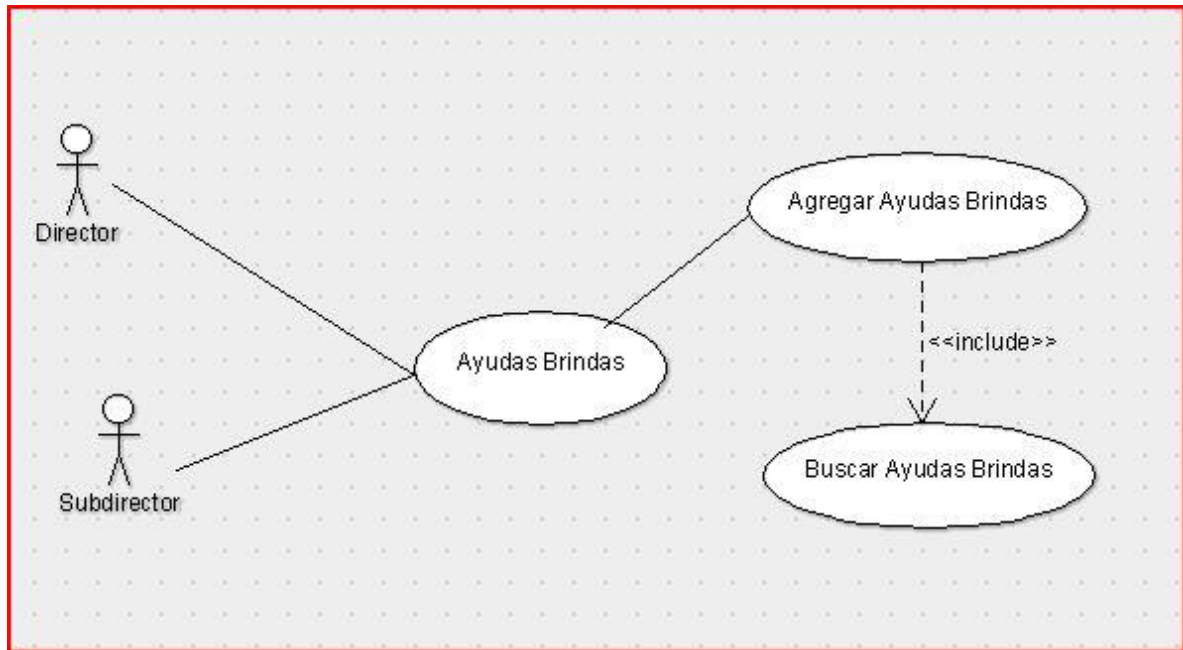 Director
Agregar Ayudas Brindas
<<include>>
Ayudas Brindas
Buscar Ayudas Brindas
Subdirector